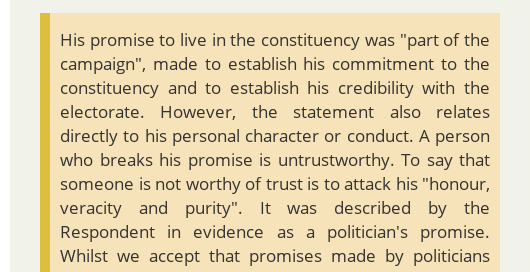 His promise to live in the constituency was "part of the
campaign", made to establish his commitment to the
constituency and to establish his credibility with the
electorate. However, the statement also relates
directly to his personal character or conduct. A person
who breaks his promise is untrustworthy. To say that
someone is not worthy of trust is to attack his "honour,
veracity and purity". It was described by the
Respondent in evidence as a politician's promise.
Whilst we accept that promises made by politicians